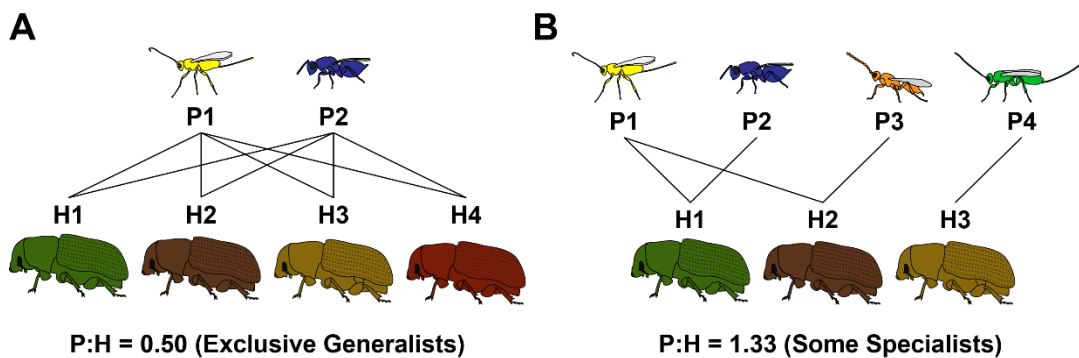 A
P1 P2
H1 H2 H3 H4
P:H = 0.50 (Exclusive Generalists)
B
P1 P2 P3 P4
H1 H2 H3
P:H = 1.33 (Some Specialists)